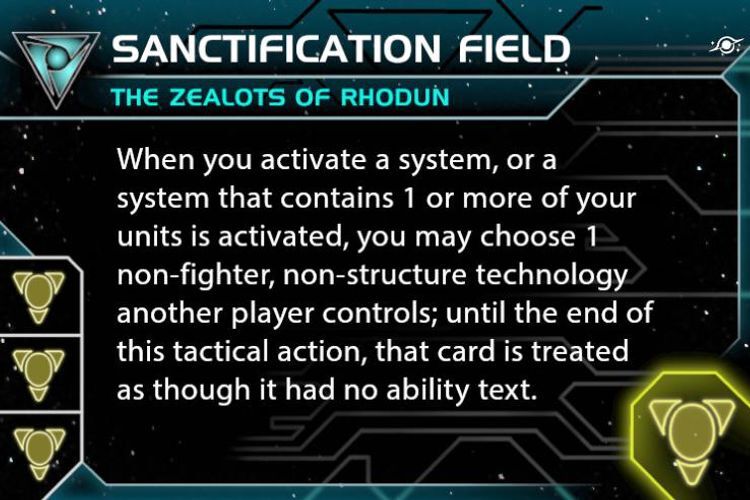 SANCTIFICATION FIELD
THE ZEALOTS OF RHODUN
When you activate a system, or a
system that contains 1 or more of your
units is activated, you may choose 1
non-fighter, non-structure technology
another player controls; until the end of
this tactical action, that card is treated
as though it had no ability text.